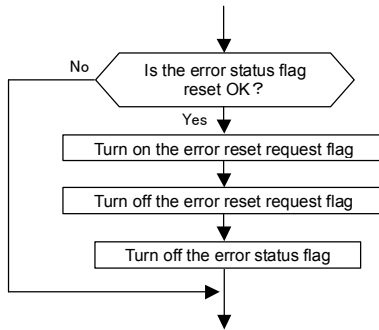 No
Is the error status flag
reset OK?
Yes
Turn on the error reset request flag
Turn off the error reset request flag
Turn off the error status flag